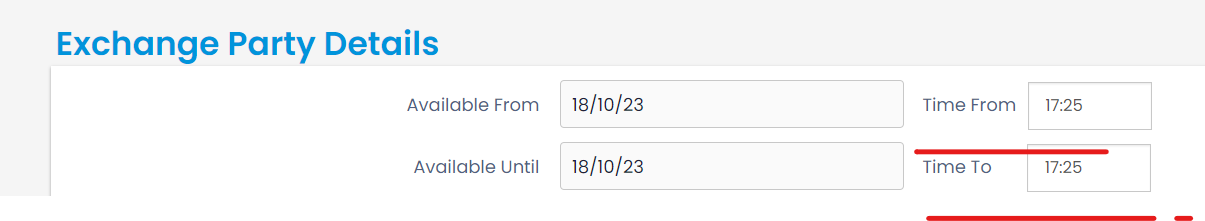 Exchange Party Details
Available From 18/10/23 Time From 17:25
Available Until 18/10/23 Time To 17:25